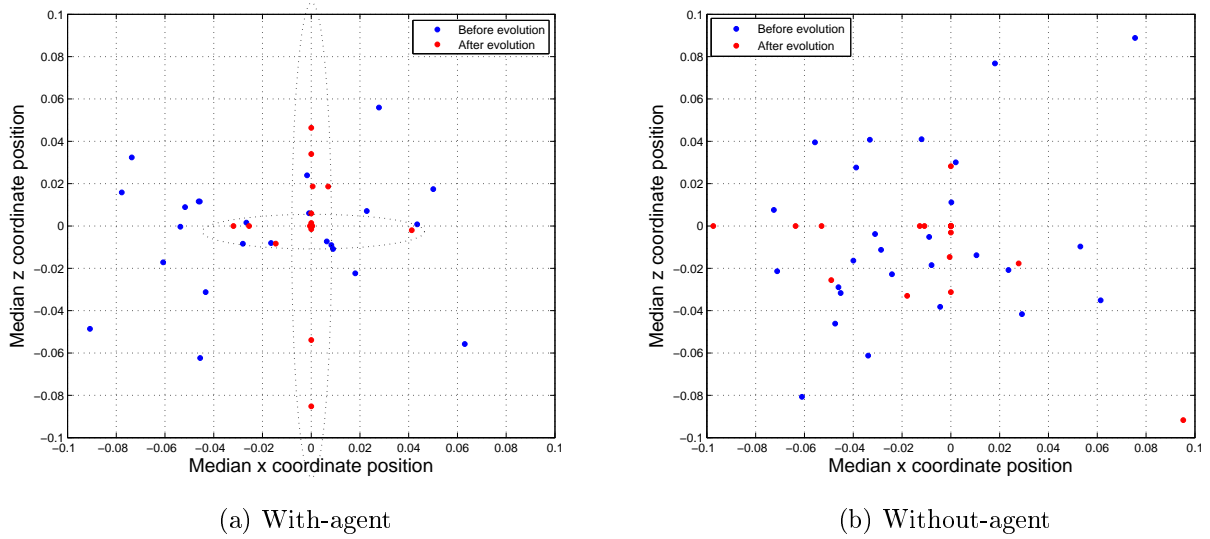 Before evolution
After evolution
0.1
0.08
0.06
0.04
0.02
0
−0.02
−0.04
−0.06
−0.08
−0.1
Median z coordinate position
−0.1 −0.08 −0.06 −0.04 −0.02 0 0.02 0.04 0.06 0.08 0.1
Median x coordinate position
(a) With-agent
Before evolution
After evolution
0.1
0.08
0.06
0.04
0.02
0
−0.02
−0.04
−0.06
−0.08
−0.1
Median z coordinate position
−0.1 −0.08 −0.06 −0.04 −0.02 0 0.02 0.04 0.06 0.08 0.1
Median x coordinate position
(b) Without-agent